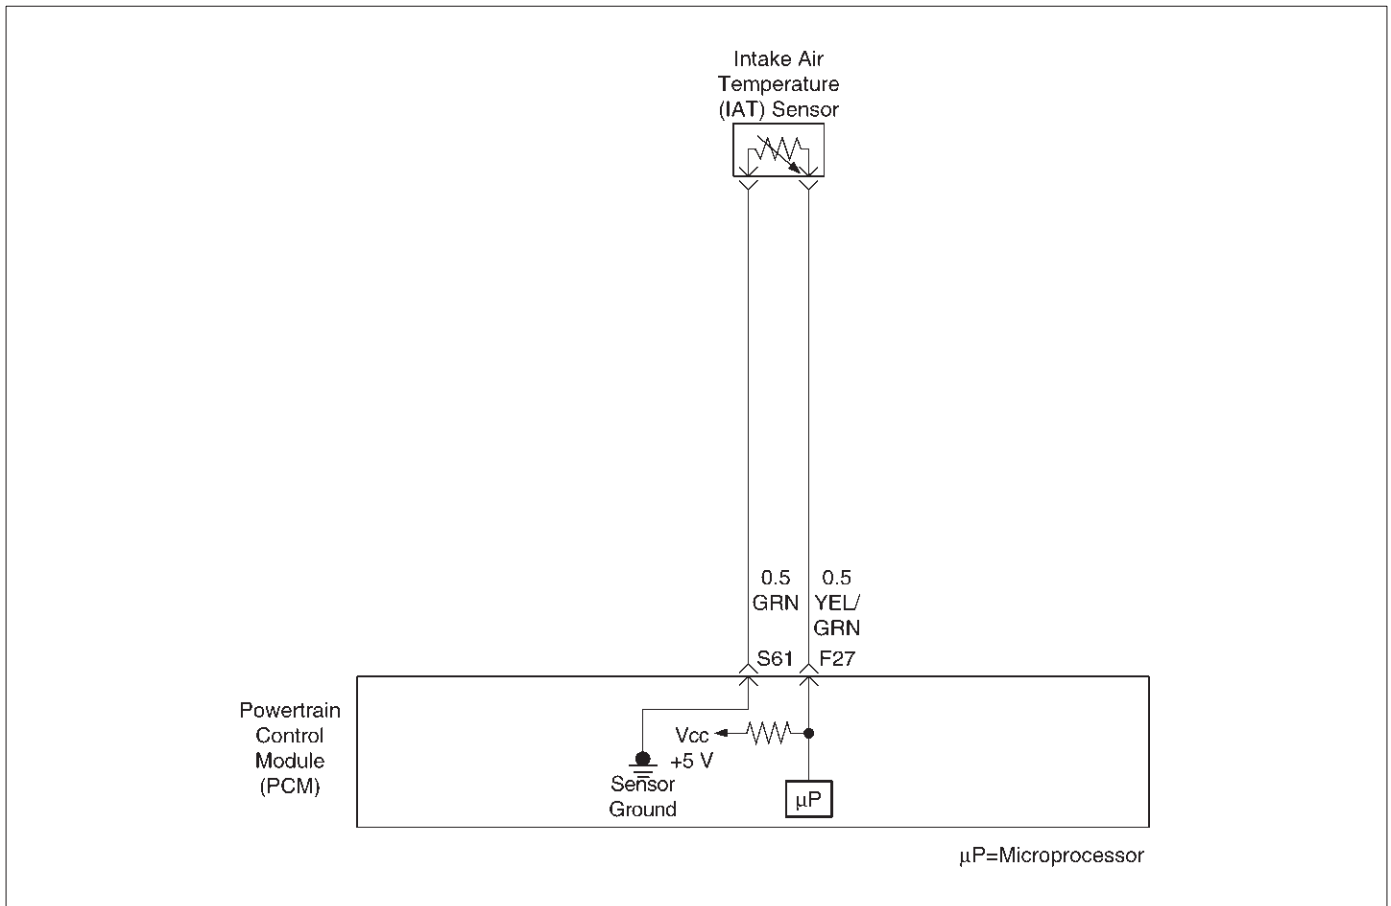 Intake Air
Temperature
(IAT) Sensor
0.5
GRN
0.5
YEL/
GRN
S61
F27
Powertrain
Control
Module
(PCM)
Vcc
+5 V
Sensor
Ground
µP
µP=Microprocessor